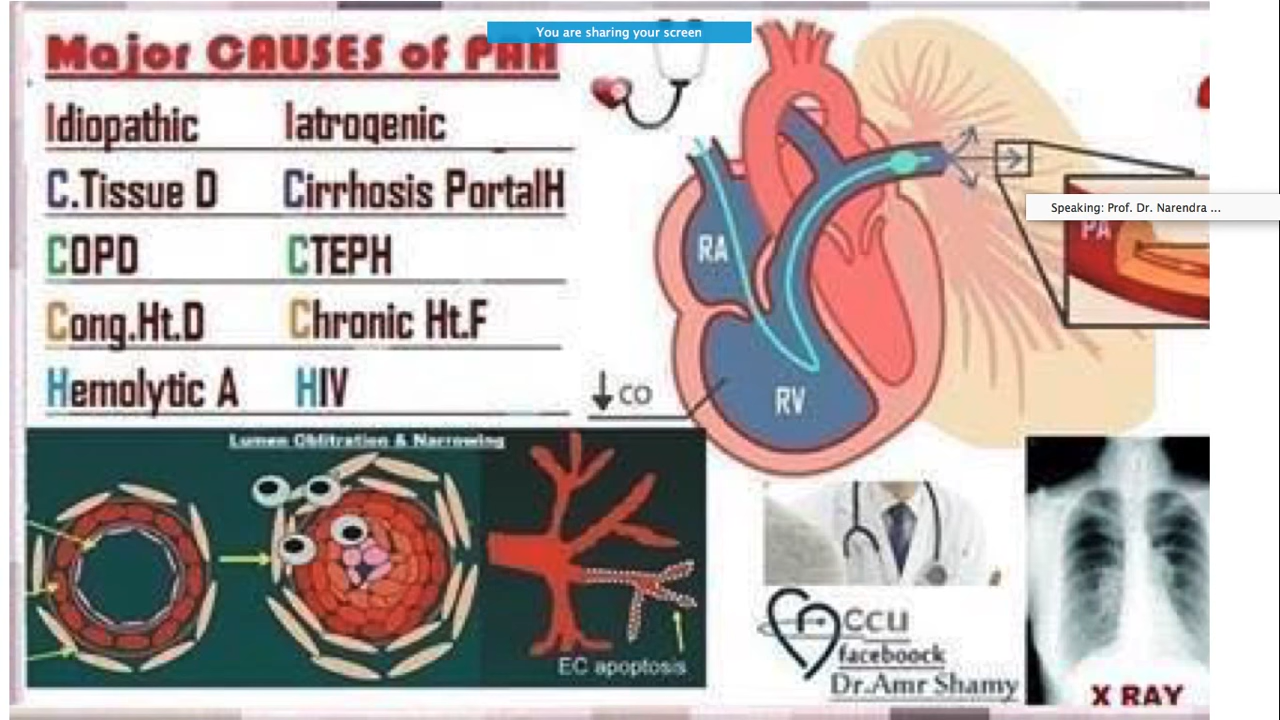 You are sharing your screen
Major CAUSES of PAH
Idiopathic Iatrogenic
C.Tissue D Cirrhosis PortalH
COPD CTEPH
Cong.Ht.D Chronic Ht.F
Hemolytic A HIV
Speaking: Prof. Dr. Narendra ...
PA
RA
RV
CO
Lumen Oblitration & Narrowing
EC apoptosis
CCU
faceboock
Dr.Amr Shamy
X RAY